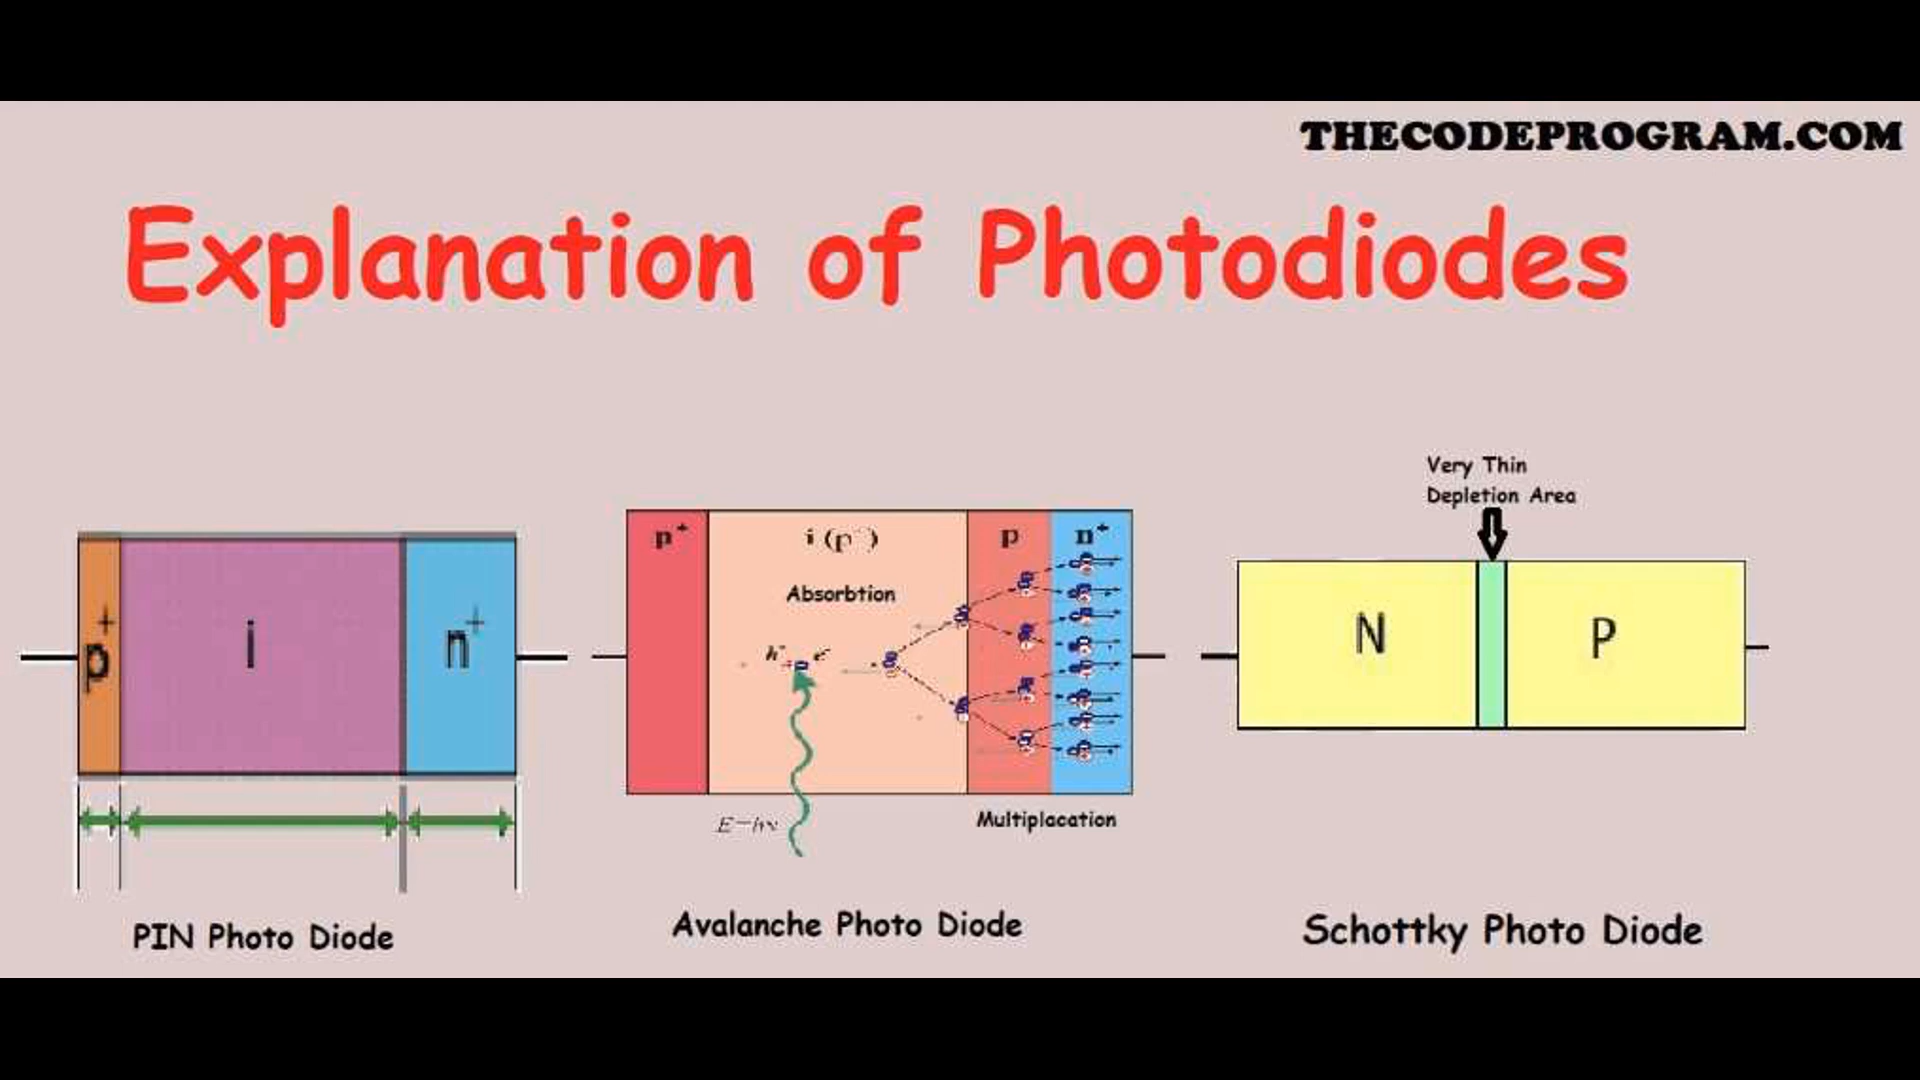 THECODEPROGRAM.COM
Explanation of Photodiodes
Very Thin
Depletion Area
p+
i
n+
PIN Photo Diode
p+
i (p-)
p
n+
Absorbtion
h+
e-
E=hv
Multiplacation
Avalanche Photo Diode
N
P
Schottky Photo Diode